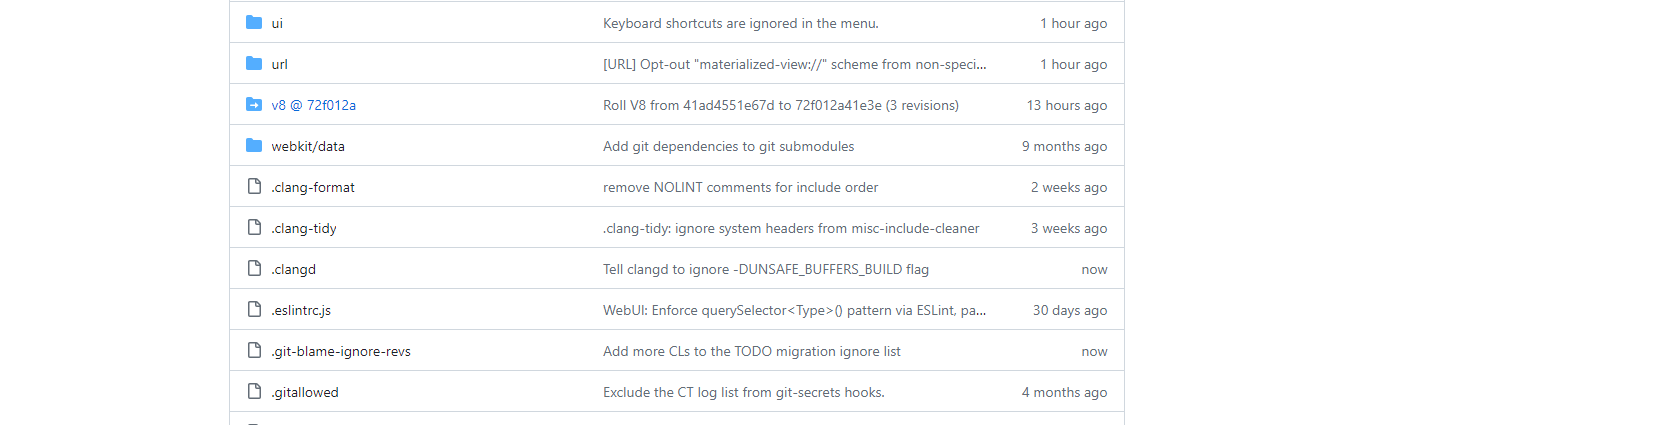 ui Keyboard shortcuts are ignored in the menu. 1 hour ago
url [URL] Opt-out "materialized-view://" scheme from non-speci... 1 hour ago
v8 @ 72f012a Roll V8 from 41ad4551e67d to 72f012a41e3e (3 revisions) 13 hours ago
webkit/data Add git dependencies to git submodules 9 months ago
.clang-format remove NOLINT comments for include order 2 weeks ago
.clang-tidy .clang-tidy: ignore system headers from misc-include-cleaner 3 weeks ago
.clangd Tell clangd to ignore -DUNSAFE_BUFFERS_BUILD flag now
.eslintrc.js WebUI: Enforce querySelector<Type>() pattern via ESLint, pa... 30 days ago
.git-blame-ignore-revs Add more CLs to the TODO migration ignore list now
.gitallowed Exclude the CT log list from git-secrets hooks. 4 months ago